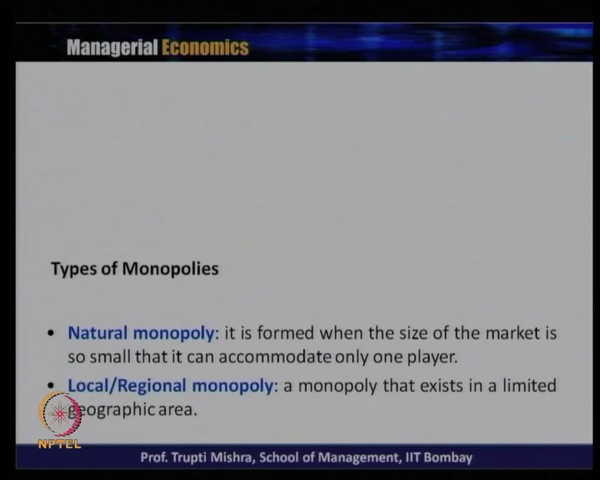 Managerial Economics
Types of Monopolies
• Natural monopoly: it is formed when the size of the market is
so small that it can accommodate only one player.
• Local/Regional monopoly: a monopoly that exists in a limited
geographic area.
NPTEL
Prof. Trupti Mishra, School of Management, IIT Bombay